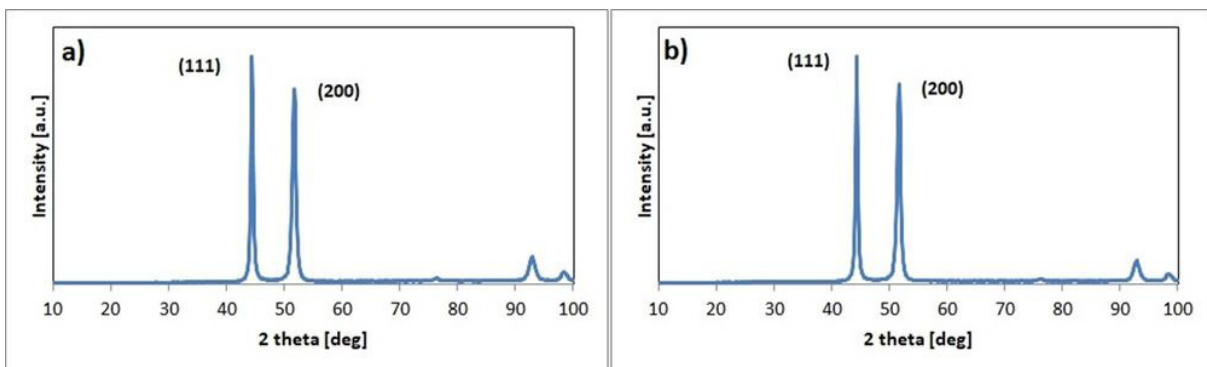 a)
(111)
(200)
Intensity [a.u.]
10 20 30 40 50 60 70 80 90 100
2 theta [deg]
b)
(111)
(200)
Intensity [a.u.]
10 20 30 40 50 60 70 80 90 100
2 theta [deg]